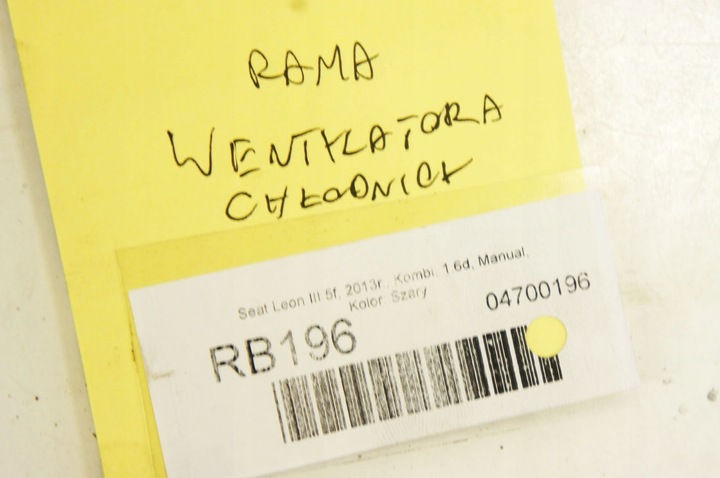 RAMA
WENTYLATORA
CHŁODNICY
Seat Leon III 5f, 2013r., Kombi, 1.6d, Manual,
Kolor: Szary
04700196
RB196